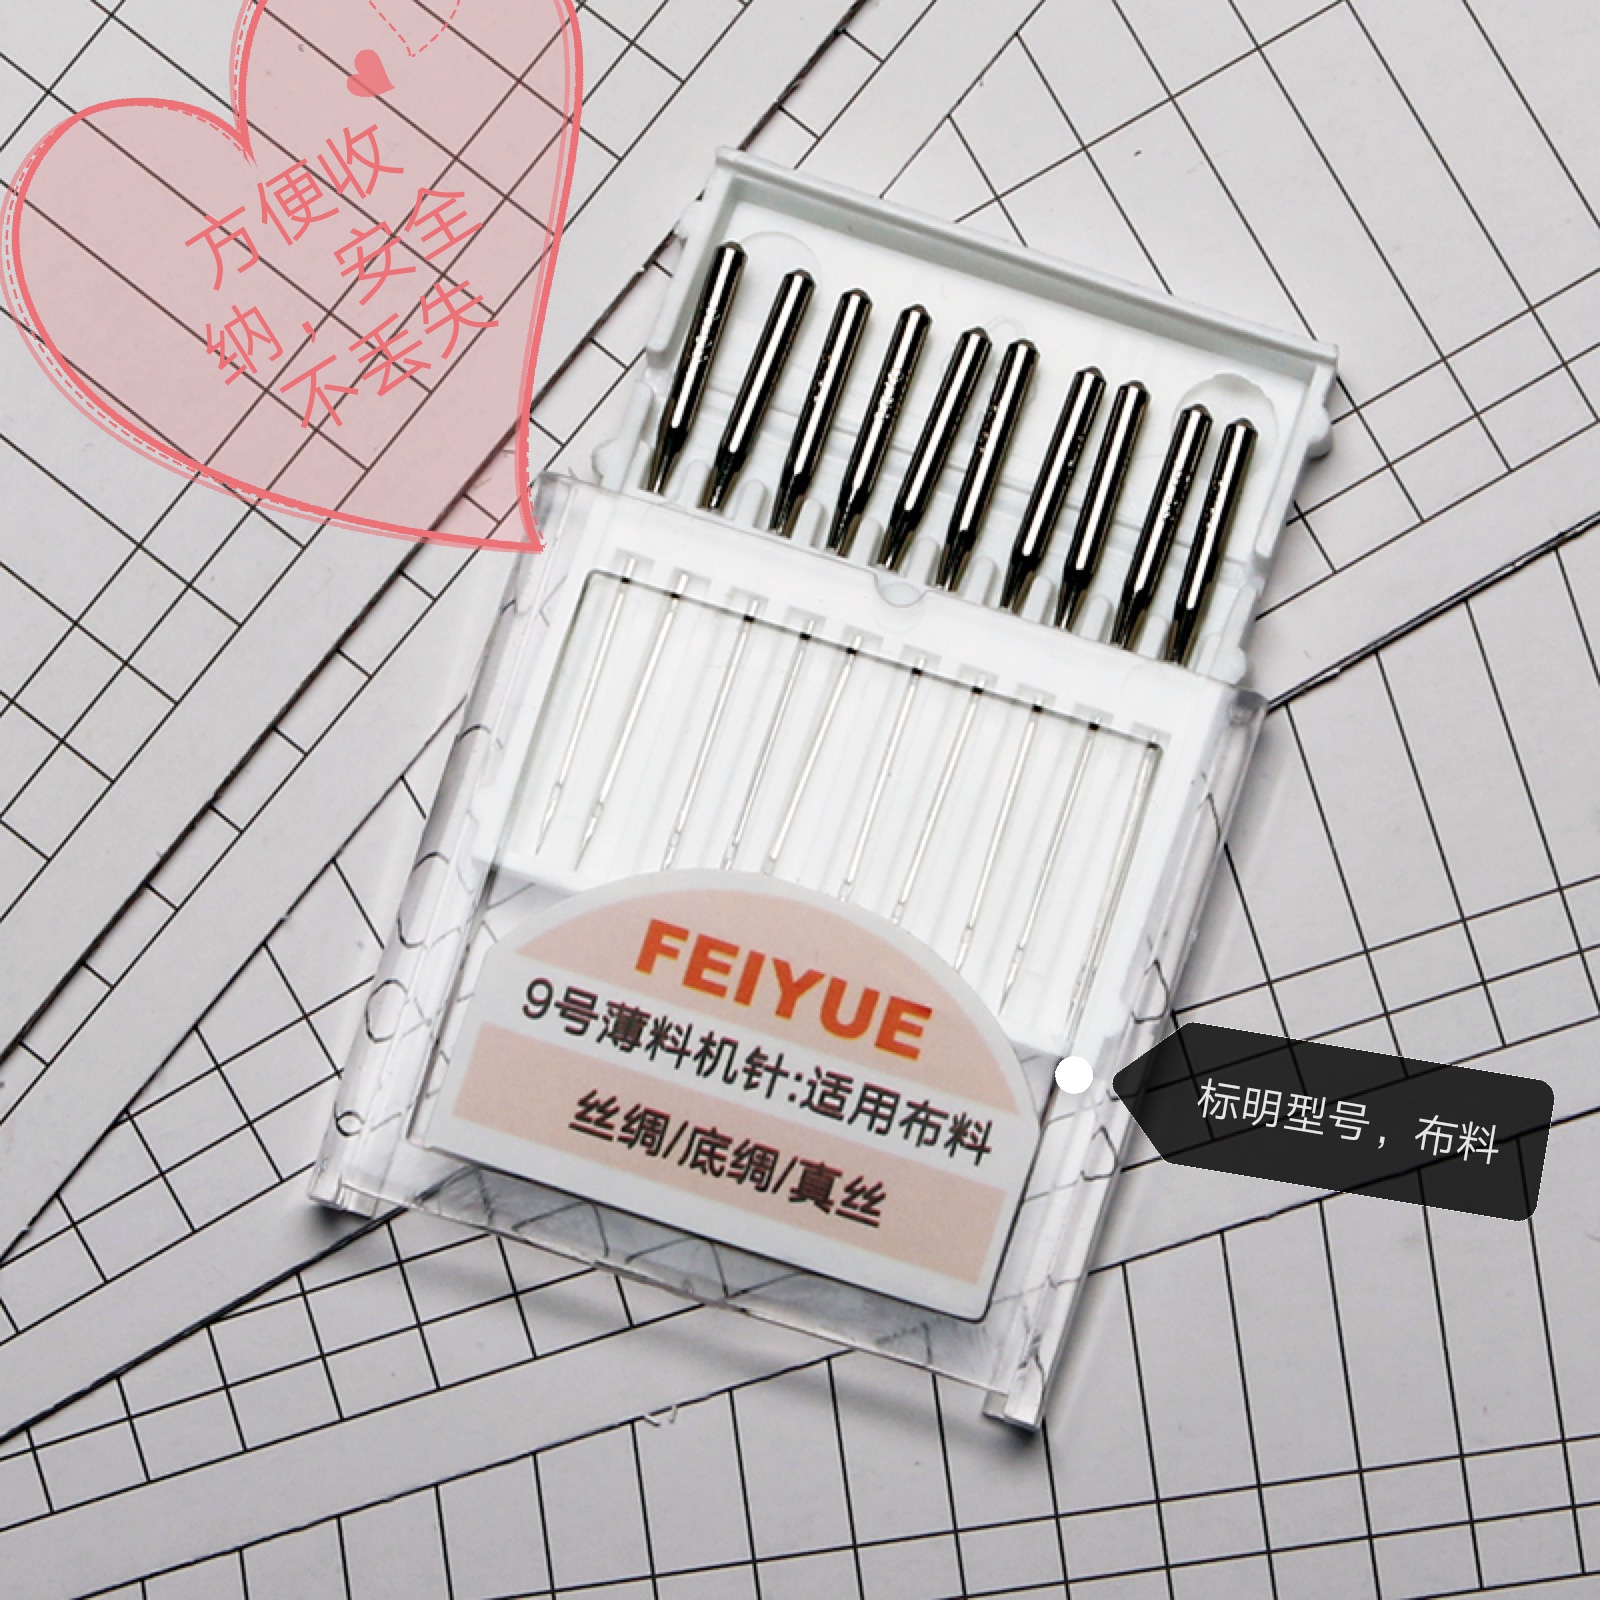 方便收
纳，安全
不丢失
FEIYUE
9号薄料机针:适用布料
丝绸/底绸/真丝
标明型号，布料